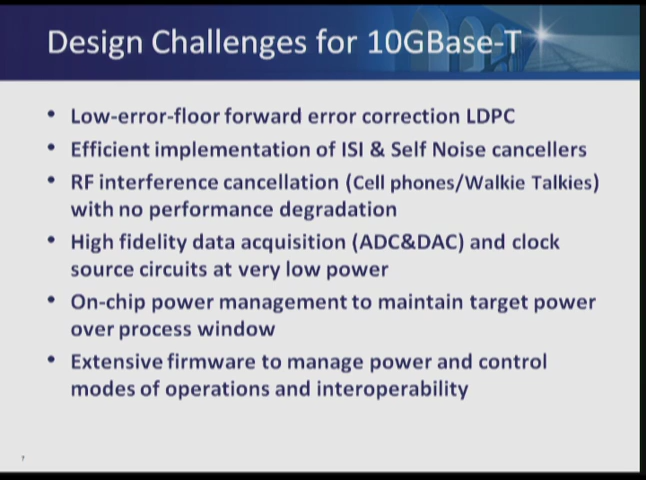 Design Challenges for 10GBase-T
• Low-error-floor forward error correction LDPC
• Efficient implementation of ISI & Self Noise cancellers
• RF interference cancellation (Cell phones/Walkie Talkies)
with no performance degradation
• High fidelity data acquisition (ADC&DAC) and clock
source circuits at very low power
• On-chip power management to maintain target power
over process window
• Extensive firmware to manage power and control
modes of operations and interoperability